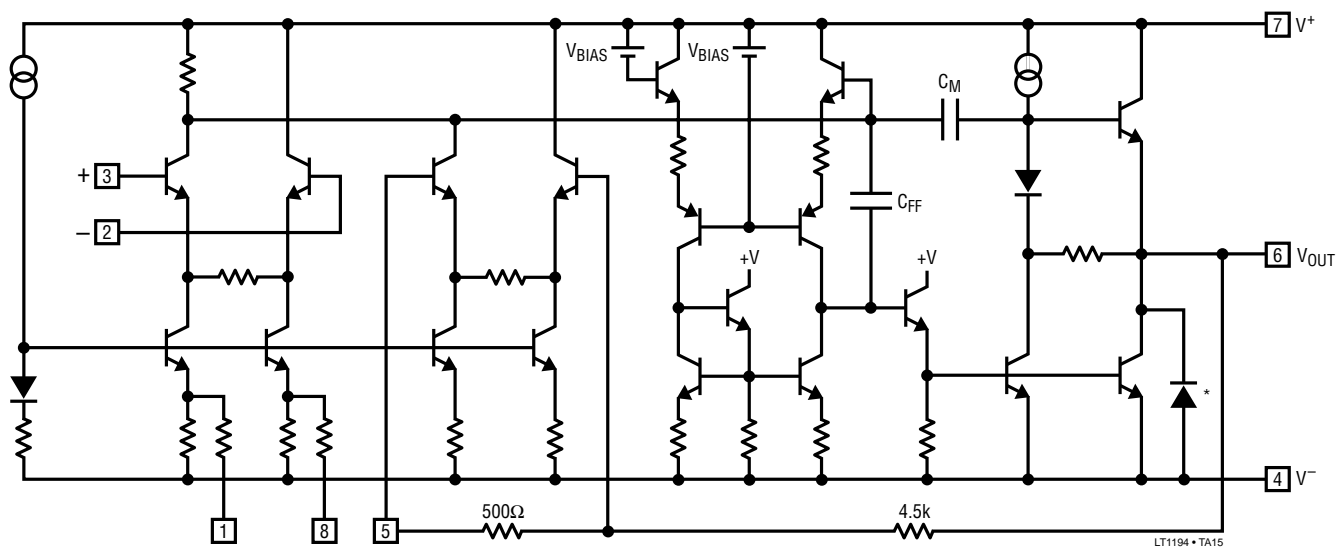 7 V+
VBIAS VBIAS
CM
+ 3
CFF
− 2
+V +V
6 VOUT
*
4 V−
500Ω 4.5k
1 8 5
LT1194 • TA15